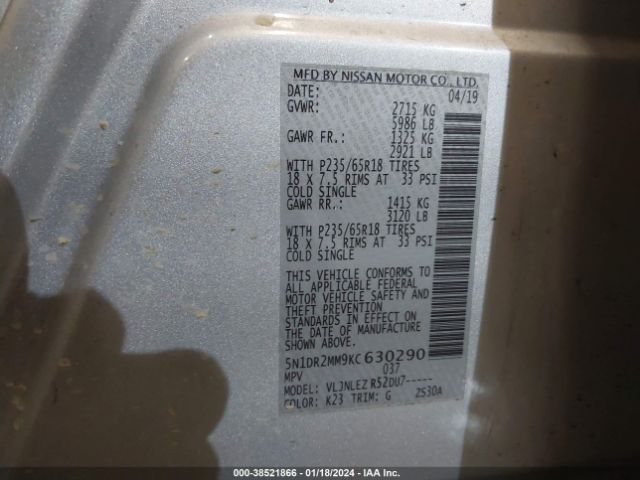 MFD BY NISSAN MOTOR CO., LTD.
DATE: 04/19
GVWR: 2715 KG
5986 LB
GAWR FR.: 1325 KG
2921 LB
WITH P235/65R18 TIRES
18 X 7.5 RIMS AT 33 PSI
COLD SINGLE
GAWR RR.: 1415 KG
3120 LB
WITH P235/65R18 TIRES
18 X 7.5 RIMS AT 33 PSI
COLD SINGLE
THIS VEHICLE CONFORMS TO
ALL APPLICABLE FEDERAL
MOTOR VEHICLE SAFETY AND
THEFT PREVENTION
STANDARDS IN EFFECT ON
THE DATE OF MANUFACTURE
SHOWN ABOVE.
5N1DR2MM9KC630290
MPV 037
MODEL: VLJNLEZ R52DU7-----
COLOR: K23 TRIM: G 2S30A
000-38521866 - 01/18/2024 - IAA Inc.